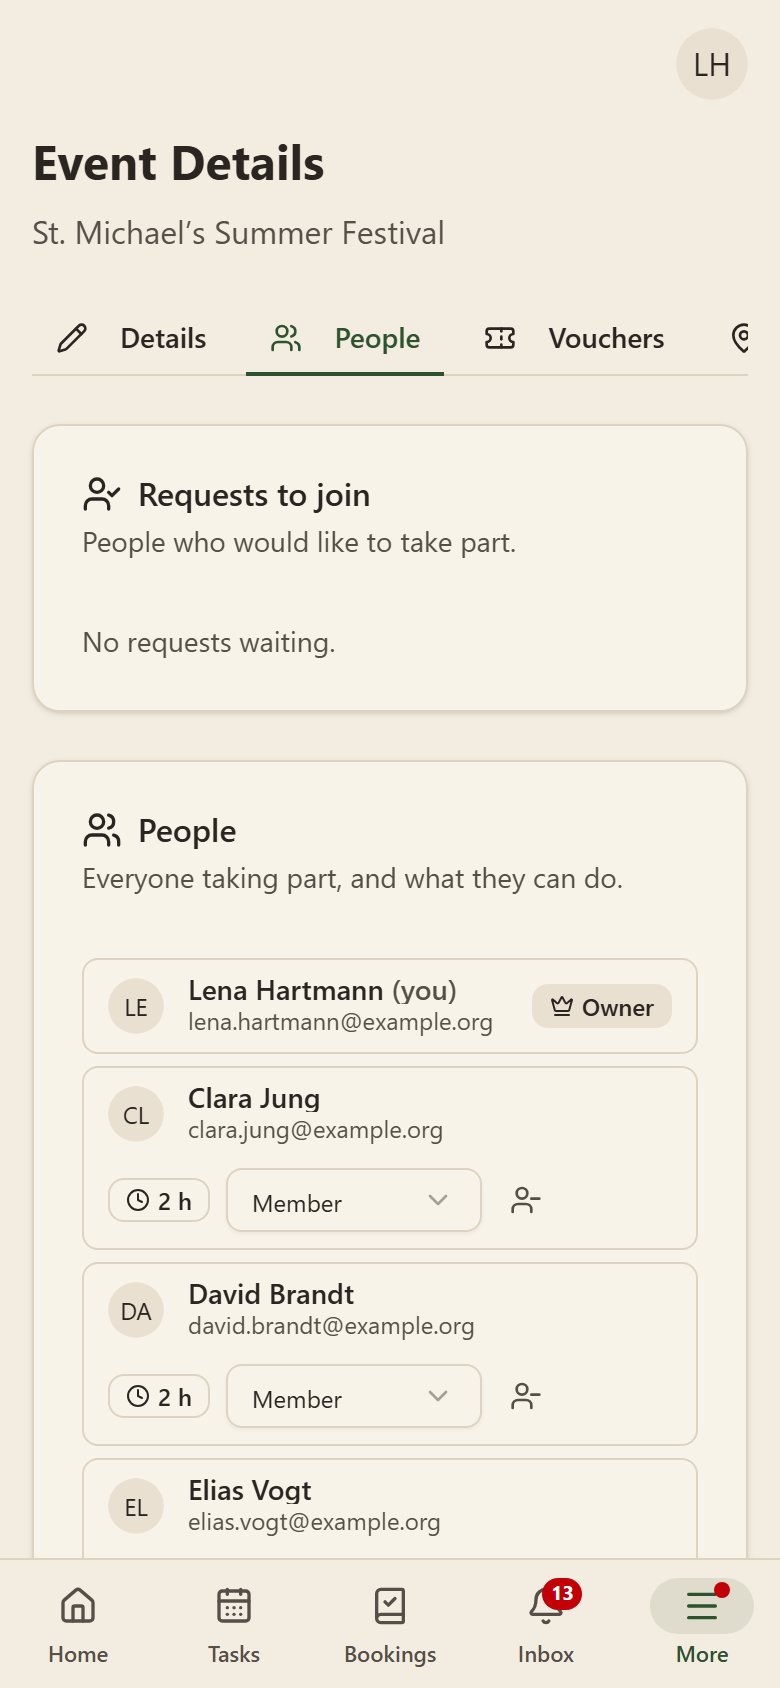 LH
Event Details
St. Michael’s Summer Festival
Details People Vouchers
Requests to join
People who would like to take part.
No requests waiting.
People
Everyone taking part, and what they can do.
LE
Lena Hartmann (you)
lena.hartmann@example.org
Owner
CL
Clara Jung
clara.jung@example.org
2 h
Member
DA
David Brandt
david.brandt@example.org
2 h
Member
EL
Elias Vogt
elias.vogt@example.org
13
Home Tasks Bookings Inbox More